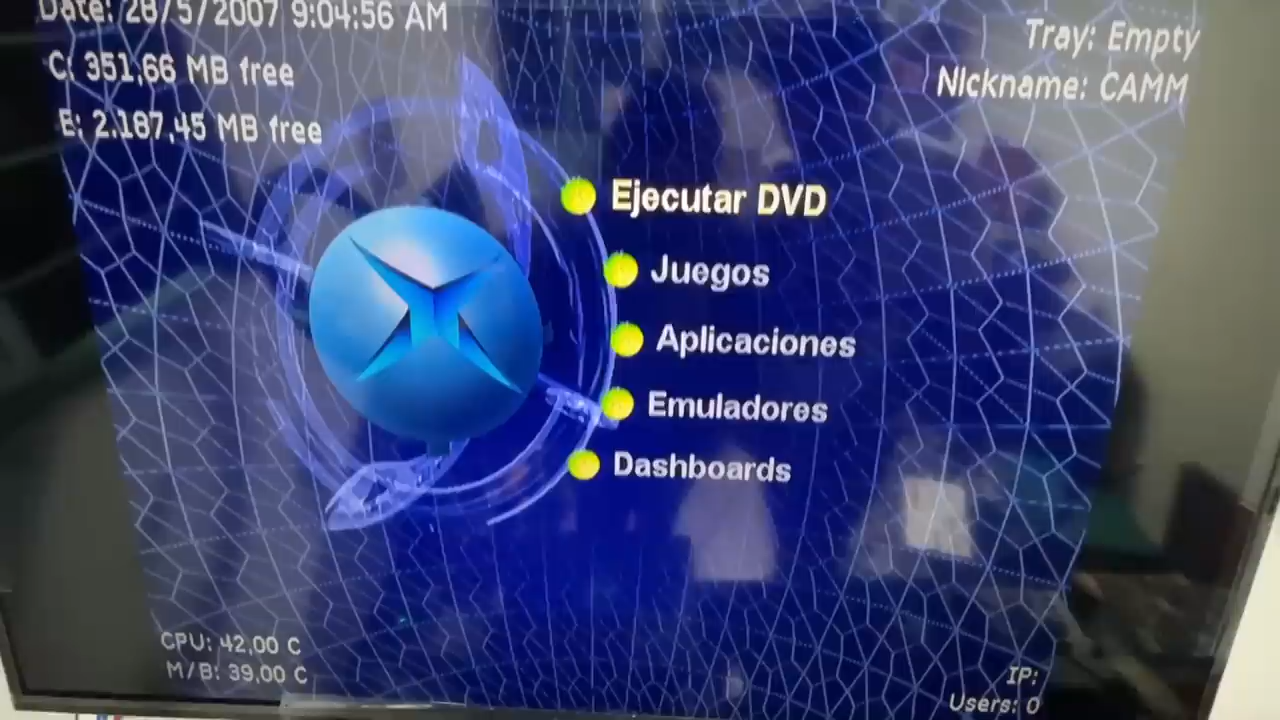 Date: 28/5/2007 9:04:56 AM
C: 351,66 MB free
E: 2.187,45 MB free
Tray: Empty
Nickname: CAMM
Ejecutar DVD
Juegos
Aplicaciones
Emuladores
Dashboards
CPU: 42,00 C
M/B: 39,00 C
IP:
Users: 0